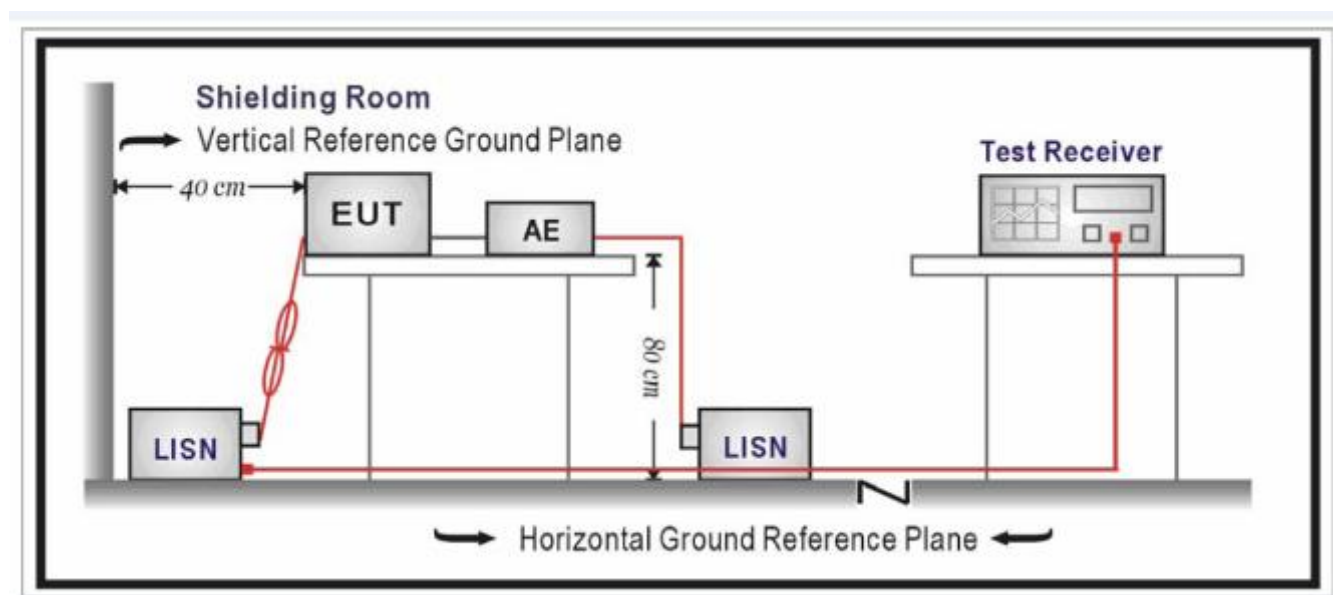 Shielding Room
Vertical Reference Ground Plane
Test Receiver
40 cm
EUT
AE
80 cm
LISN
LISN
Horizontal Ground Reference Plane